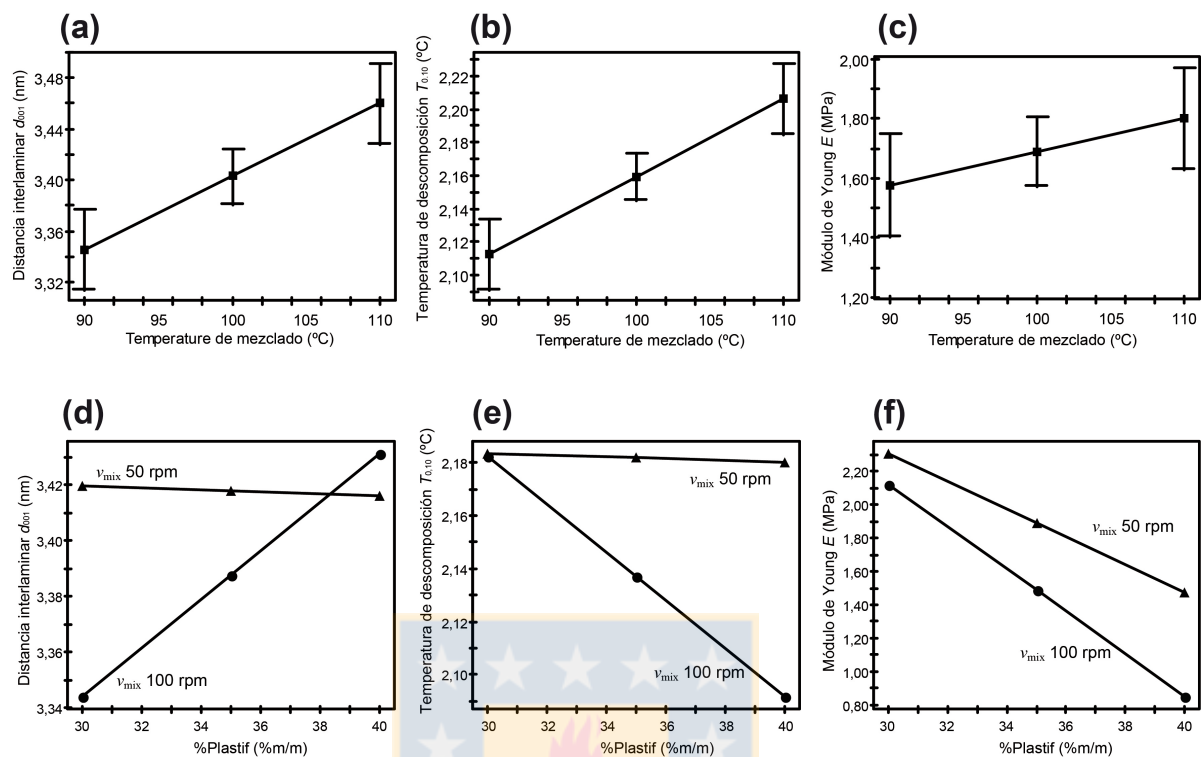 (a)
Distancia interlaminar d001 (nm)
3,48
3,44
3,40
3,36
3,32
90 95 100 105 110
Temperature de mezclado (ºC)
(b)
Temperatura de descomposición T0.10 (ºC)
2,22
2,20
2,18
2,16
2,14
2,12
2,10
90 95 100 105 110
Temperature de mezclado (ºC)
(c)
Módulo de Young E (MPa)
2,00
1,80
1,60
1,40
1,20
90 95 100 105 110
Temperature de mezclado (ºC)
(d)
Distancia interlaminar d001 (nm)
3,42
3,40
3,38
3,36
3,34
vmix 50 rpm
vmix 100 rpm
30 32 34 36 38 40
%Plastif (%m/m)
(e)
Temperatura de descomposición T0,10 (ºC)
2,18
2,16
2,14
2,12
2,10
vmix 50 rpm
vmix 100 rpm
30 32 34 36 38 40
%Plastif (%m/m)
(f)
Módulo de Young E (MPa)
2,20
2,00
1,80
1,60
1,40
1,20
1,00
0,80
vmix 50 rpm
vmix 100 rpm
30 32 34 36 38 40
%Plastif (%m/m)